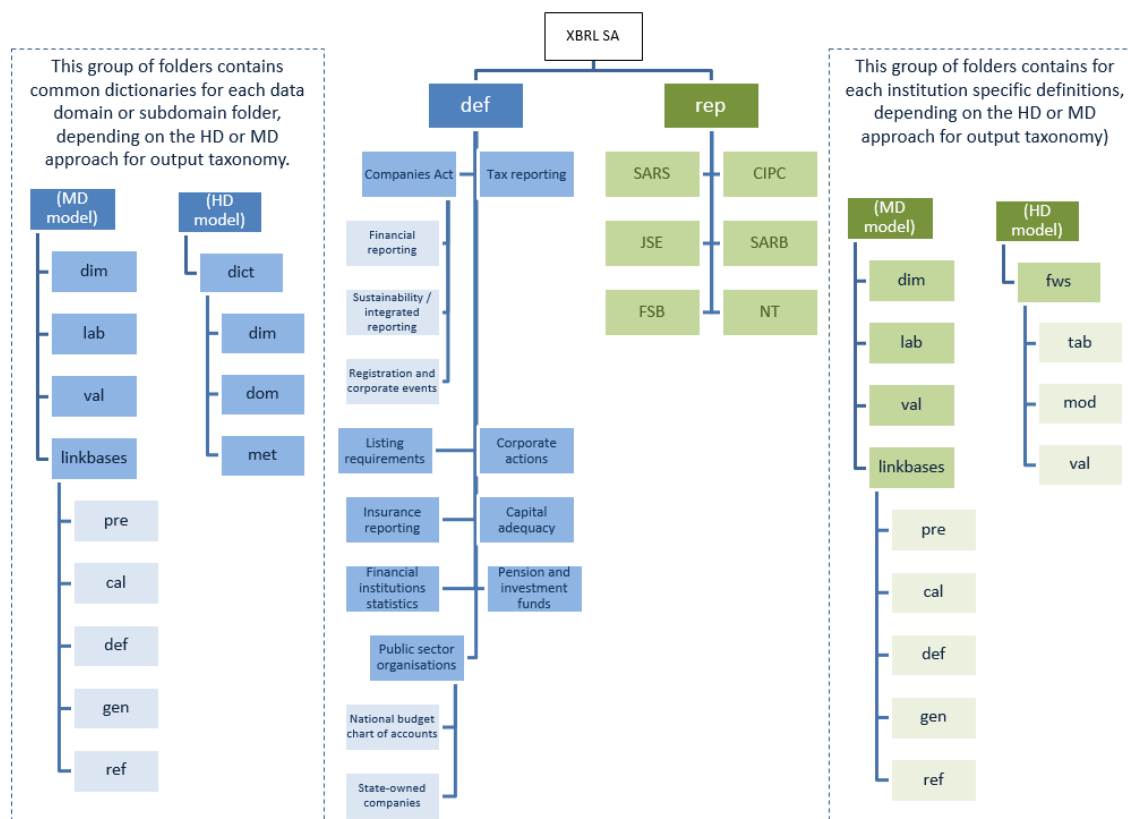 XBRL SA
This group of folders contains
common dictionaries for each data
domain or subdomain folder,
depending on the HD or MD
approach for output taxonomy.
(MD
model)
dim
lab
val
linkbases
pre
cal
def
gen
ref
(HD
model)
dict
dim
dom
met
def
Companies Act
Tax reporting
Financial
reporting
Sustainability /
integrated
reporting
Registration and
corporate events
Listing
requirements
Corporate
actions
Insurance
reporting
Capital
adequacy
Financial
institutions
statistics
Pension and
investment
funds
Public sector
organisations
National budget
chart of accounts
State-owned
companies
rep
SARS
CIPC
JSE
SARB
FSB
NT
This group of folders contains for
each institution specific definitions,
depending on the HD or MD
approach for output taxonomy)
(MD
model)
dim
lab
val
linkbases
pre
cal
def
gen
ref
(HD
model)
fws
tab
mod
val